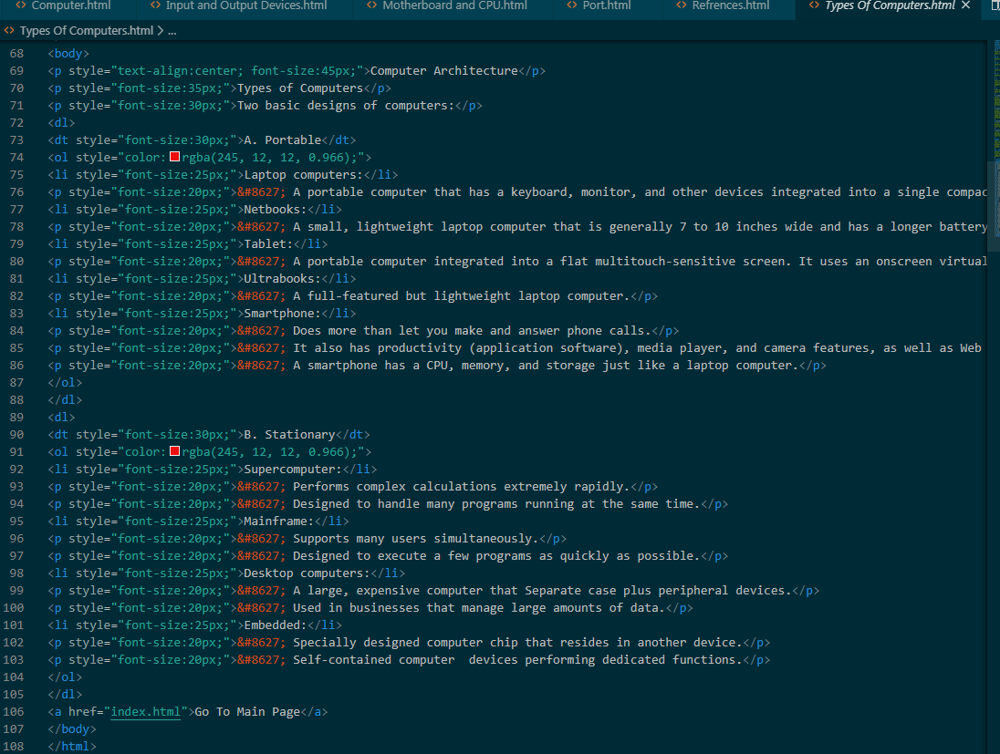 Computer.html Input and Output Devices.html Motherboard and CPU.html Port.html Refrences.html Types Of Computers.html
Types Of Computers.html > ...
68 <body>
69 <p style="text-align:center; font-size:45px;">Computer Architecture</p>
70 <p style="font-size:35px;">Types of Computers</p>
71 <p style="font-size:30px;">Two basic designs of computers:</p>
72 <dl>
73 <dt style="font-size:30px;">A. Portable</dt>
74 <ol style="color:rgba(245, 12, 12, 0.966);">
75 <li style="font-size:25px;">Laptop computers:</li>
76 <p style="font-size:20px;">&#8627; A portable computer that has a keyboard, monitor, and other devices integrated into a single compac
77 <li style="font-size:25px;">Netbooks:</li>
78 <p style="font-size:20px;">&#8627; A small, lightweight laptop computer that is generally 7 to 10 inches wide and has a longer battery
79 <li style="font-size:25px;">Tablet:</li>
80 <p style="font-size:20px;">&#8627; A portable computer integrated into a flat multitouch-sensitive screen. It uses an onscreen virtual
81 <li style="font-size:25px;">Ultrabooks:</li>
82 <p style="font-size:20px;">&#8627; A full-featured but lightweight laptop computer.</p>
83 <li style="font-size:25px;">Smartphone:</li>
84 <p style="font-size:20px;">&#8627; Does more than let you make and answer phone calls.</p>
85 <p style="font-size:20px;">&#8627; It also has productivity (application software), media player, and camera features, as well as Web
86 <p style="font-size:20px;">&#8627; A smartphone has a CPU, memory, and storage just like a laptop computer.</p>
87 </ol>
88 </dl>
89 <dl>
90 <dt style="font-size:30px;">B. Stationary</dt>
91 <ol style="color:rgba(245, 12, 12, 0.966);">
92 <li style="font-size:25px;">Supercomputer:</li>
93 <p style="font-size:20px;">&#8627; Performs complex calculations extremely rapidly.</p>
94 <p style="font-size:20px;">&#8627; Designed to handle many programs running at the same time.</p>
95 <li style="font-size:25px;">Mainframe:</li>
96 <p style="font-size:20px;">&#8627; Supports many users simultaneously.</p>
97 <p style="font-size:20px;">&#8627; Designed to execute a few programs as quickly as possible.</p>
98 <li style="font-size:25px;">Desktop computers:</li>
99 <p style="font-size:20px;">&#8627; A large, expensive computer that Separate case plus peripheral devices.</p>
100 <p style="font-size:20px;">&#8627; Used in businesses that manage large amounts of data.</p>
101 <li style="font-size:25px;">Embedded:</li>
102 <p style="font-size:20px;">&#8627; Specially designed computer chip that resides in another device.</p>
103 <p style="font-size:20px;">&#8627; Self-contained computer  devices performing dedicated functions.</p>
104 </ol>
105 </dl>
106 <a href="index.html">Go To Main Page</a>
107 </body>
108 </html>